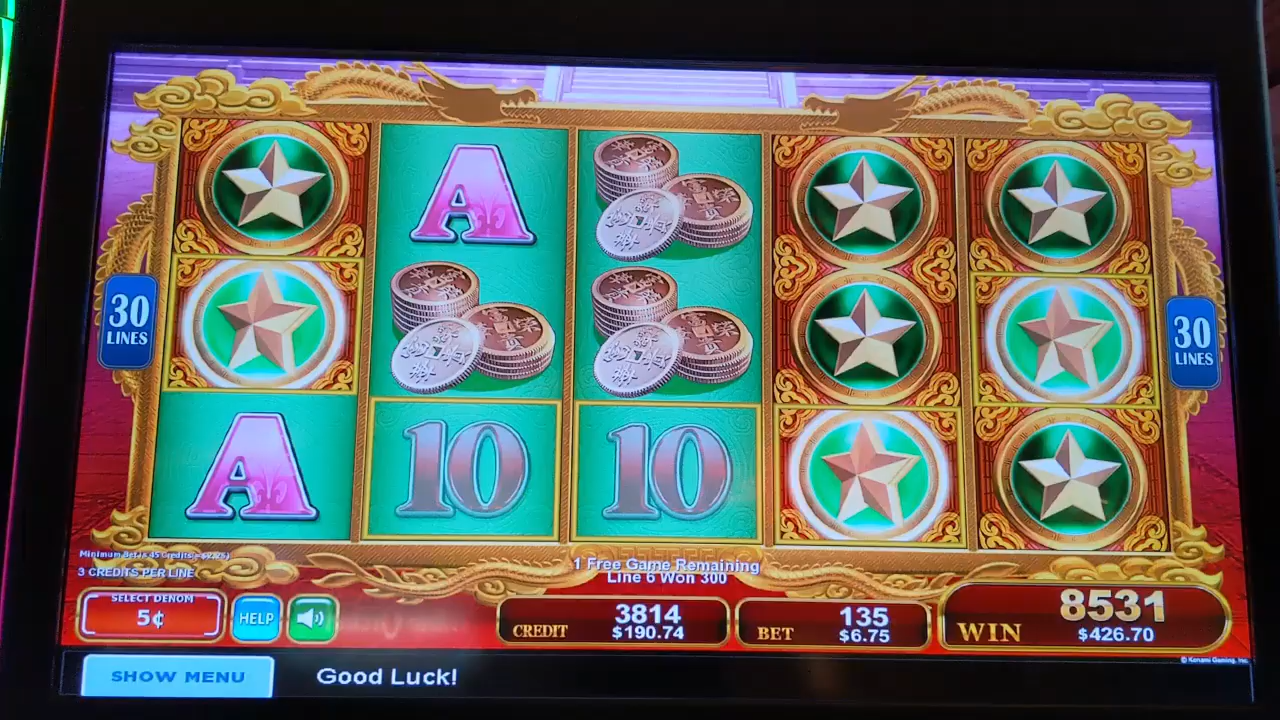 A
30
LINES
30
LINES
A
10
10
Minimum Bet is 45 Credits (=$2.25)
3 CREDITS PER LINE
1 Free Game Remaining
Line 6 Won 300
SELECT DENOM
5¢
HELP
CREDIT
3814
$190.74
BET
135
$6.75
WIN
8531
$426.70
© Konami Gaming, Inc.
SHOW MENU
Good Luck!